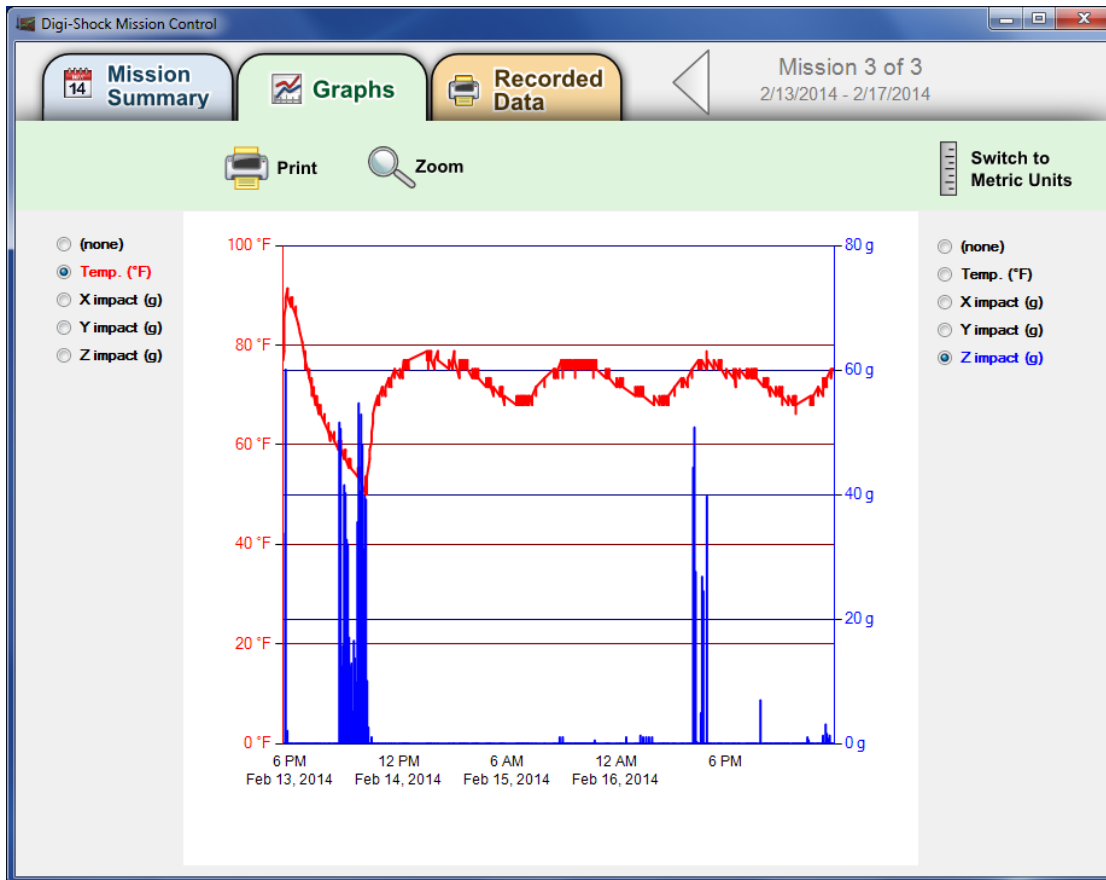 Digi-Shock Mission Control
Mission
Summary
14
Graphs
Recorded
Data
Mission 3 of 3
2/13/2014 - 2/17/2014
Print
Zoom
Switch to
Metric Units
(none)
Temp. (°F)
X impact (g)
Y impact (g)
Z impact (g)
100 °F
80 °F
60 °F
40 °F
20 °F
0 °F
80 g
60 g
40 g
20 g
0 g
6 PM
Feb 13, 2014
12 PM
Feb 14, 2014
6 AM
Feb 15, 2014
12 AM
Feb 16, 2014
6 PM
(none)
Temp. (°F)
X impact (g)
Y impact (g)
Z impact (g)